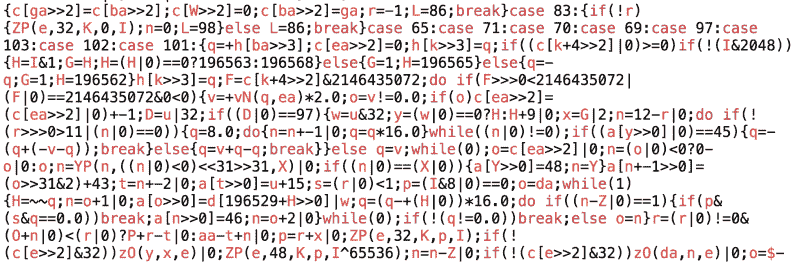 {c[ga>>2]=c[ba>>2];c[W>>2]=0;c[ba>>2]=ga;r=-1;L=86;break}case 83:{if(!r)
{ZP(e,32,K,0,I);n=0;L=98}else L=86;break}case 65:case 71:case 70:case 69:case 97:case
103:case 102:case 101:{q=+h[ba>>3];c[ea>>2]=0;h[k>>3]=q;if((c[k+4>>2]|0)>=0)if(!(I&2048))
{H=I&1;G=H;H=(H|0)==0?196563:196568}else{G=1;H=196565}else{q=-
q;G=1;H=196562}h[k>>3]=q;F=c[k+4>>2]&2146435072;do if(F>>>0<2146435072|
(F|0)==2146435072&0<0){v=+vN(q,ea)*2.0;o=v!=0.0;if(o)c[ea>>2]=
(c[ea>>2]|0)+-1;D=u|32;if((D|0)==97){w=u&32;y=(w|0)==0?H:H+9|0;x=G|2;n=12-r|0;do if(!
(r>>>0>11|(n|0)==0)){q=8.0;do{n=n+-1|0;q=q*16.0}while((n|0)!=0);if((a[y>>0]|0)==45){q=-
(q+(-v-q));break}else{q=v+q-q;break}}else q=v;while(0);o=c[ea>>2]|0;n=(o|0)<0?0-
o|0:o;n=YP(n,((n|0)<0)<<31>>31,X)|0;if((n|0)==(X|0)){a[Y>>0]=48;n=Y}a[n+-1>>0]=
(o>>31&2)+43;t=n+-2|0;a[t>>0]=u+15;s=(r|0)<1;p=(I&8|0)==0;o=da;while(1)
{H=~~q;n=o+1|0;a[o>>0]=d[196529+H>>0]|w;q=(q-+(H|0))*16.0;do if((n-Z|0)==1){if(p&
(s&q==0.0))break;a[n>>0]=46;n=o+2|0}while(0);if(!(q!=0.0))break;else o=n}r=(r|0)!=0&
(O+n|0)<(r|0)?P+r-t|0:aa-t+n|0;p=r+x|0;ZP(e,32,K,p,I);if(!
(c[e>>2]&32))zO(y,x,e)|0;ZP(e,48,K,p,I^65536);n=n-Z|0;if(!(c[e>>2]&32))zO(da,n,e)|0;o=$-